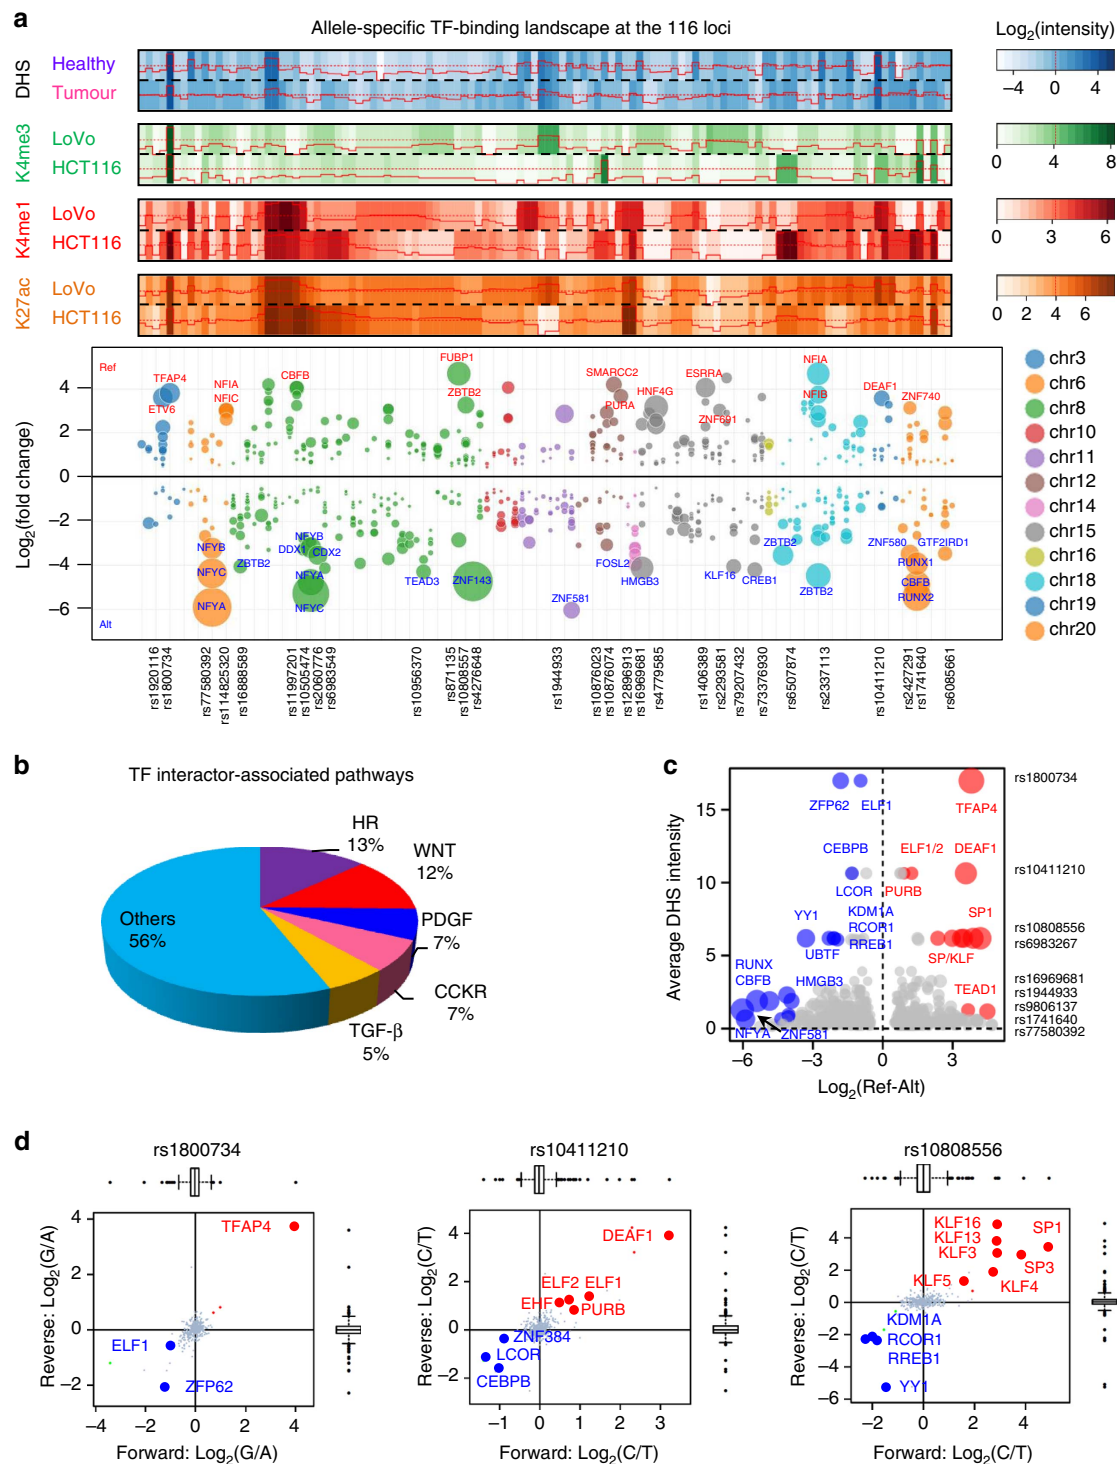 a
Allele-specific TF-binding landscape at the 116 loci
Log2(intensity)
DHS
Healthy
Tumour
−4 0 4
K4me3
LoVo
HCT116
0 4 8
K4me1
LoVo
HCT116
0 3 6
K27ac
LoVo
HCT116
0 2 4 6
Log2(fold change)
4
2
0
−2
−4
−6
Ref
Alt
TFAP4
ETV6
NFIA
NFIC
CBFB
FUBP1
ZBTB2
SMARCC2
PURA
HNF4G
ESRRA
ZNF691
NFIA
NFIB
DEAF1
ZNF740
NFYB
NFYC
NFYA
ZBTB2
NFYB
DDX1
CDX2
NFYA
NFYC
TEAD3
ZNF143
ZNF581
FOSL2
HMGB3
KLF16
CREB1
ZBTB2
ZBTB2
ZNF580
GTF2IRD1
RUNX1
CBFB
RUNX2
chr3
chr6
chr8
chr10
chr11
chr12
chr14
chr15
chr16
chr18
chr19
chr20
rs19201116
rs1800734
rs77580392
rs114825320
rs16888589
rs11997201
rs10505474
rs2060776
rs6983549
rs10956370
rs871135
rs10808557
rs4276648
rs1944933
rs10876023
rs10876074
rs12896913
rs16969681
rs4779585
rs1406389
rs2293581
rs79207432
rs73376930
rs6507874
rs2337113
rs10411210
rs2427291
rs1741640
rs6085661
b
TF interactor-associated pathways
HR
13%
WNT
12%
PDGF
7%
CCKR
7%
TGF-β
5%
Others
56%
c
Average DHS intensity
15
10
5
0
−6 −3 0 3
Log2(Ref-Alt)
ZFP62
ELF1
TFAP4
CEBPB
ELF1/2
DEAF1
LCOR
PURB
YY1
KDM1A
RCOR1
RREB1
SP1
UBTF
SP/KLF
RUNX
CBFB
HMGB3
TEAD1
NFYA
ZNF581
rs1800734
rs10411210
rs10808556
rs6983267
rs16969681
rs1944933
rs9806137
rs1741640
rs77580392
d
rs1800734
Reverse: Log2(G/A)
4
2
0
−2
−4 −2 0 2 4
Forward: Log2(G/A)
TFAP4
ELF1
ZFP62
rs10411210
Reverse: Log2(C/T)
4
2
0
−2
−1 0 1 2 3
Forward: Log2(C/T)
DEAF1
ELF2
ELF1
EHF
PURB
ZNF384
LCOR
CEBPB
rs10808556
Reverse: Log2(C/T)
4
2
0
−2
−4
−6
−2 0 2 4
Forward: Log2(C/T)
KLF16
KLF13
KLF3
SP1
SP3
KLF5
KLF4
KDM1A
RCOR1
RREB1
YY1